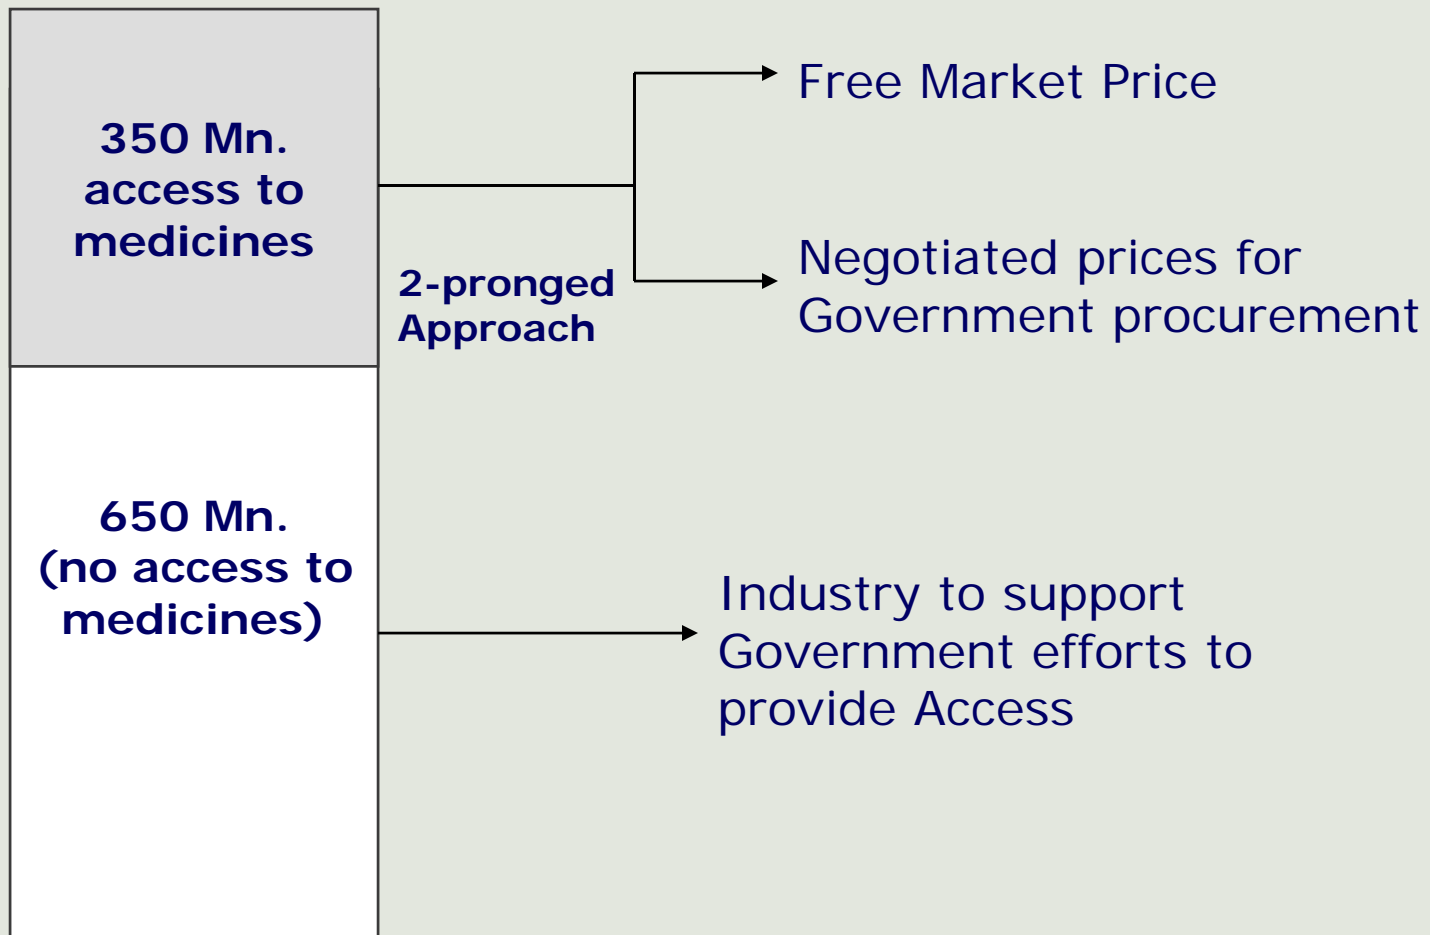 350 Mn.
access to
medicines
2-pronged
Approach
Free Market Price
Negotiated prices for
Government procurement
650 Mn.
(no access to
medicines)
Industry to support
Government efforts to
provide Access